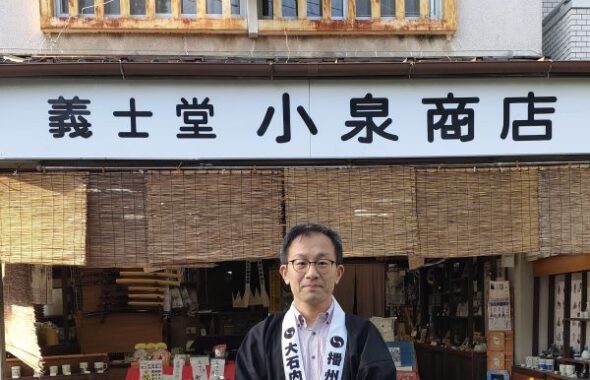 義士堂 小泉商店
大石内
播州